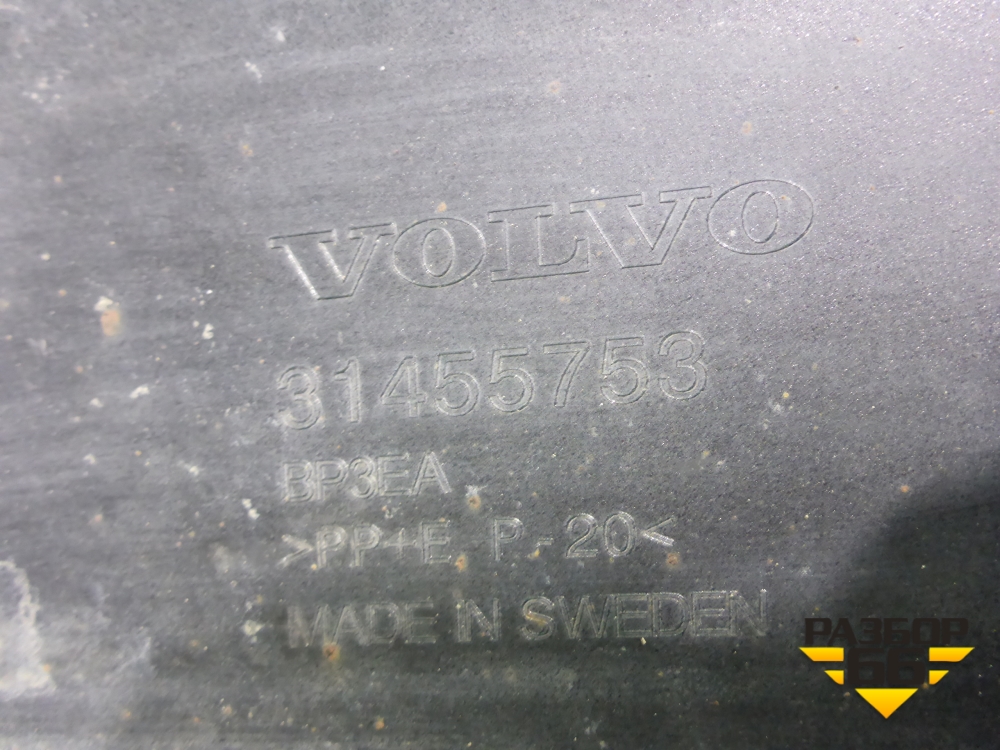 VOLVO
31455753
BP3EA
>PP+E P-20<
MADE IN SWEDEN
РАЗБОР
66